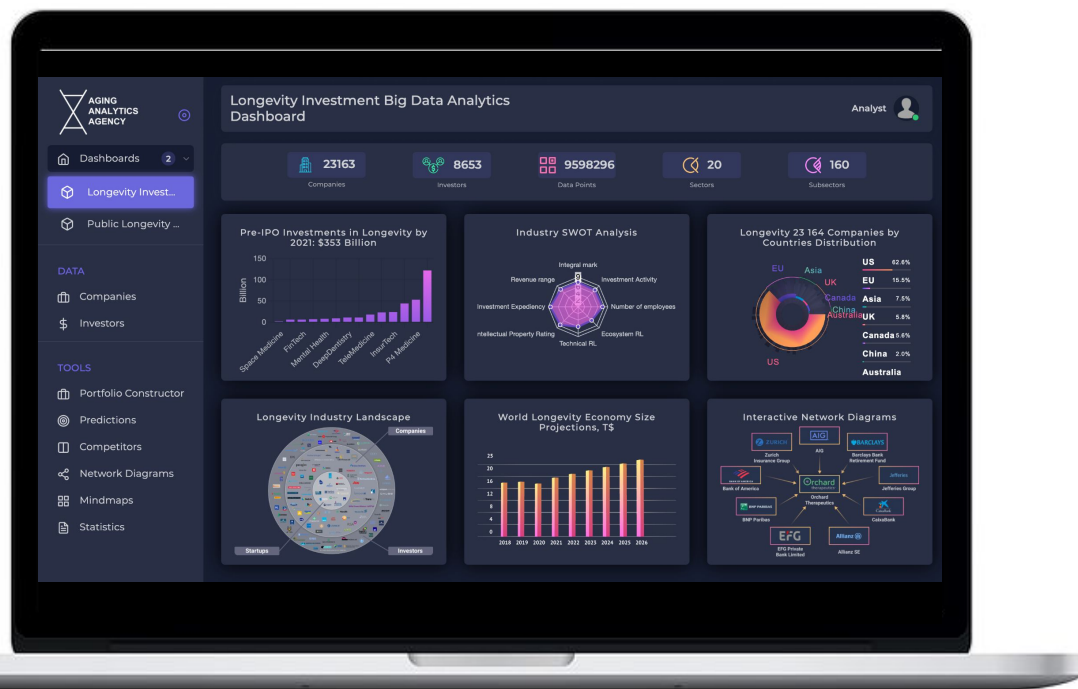 AGING
ANALYTICS
AGENCY
Dashboards 2
Longevity Invest...
Public Longevity ...
DATA
Companies
Investors
TOOLS
Portfolio Constructor
Predictions
Competitors
Network Diagrams
Mindmaps
Statistics
Longevity Investment Big Data Analytics
Dashboard
Analyst
23163
Companies
8653
Investors
9598296
Data Points
20
Sectors
160
Subsectors
Pre-IPO Investments in Longevity by
2021: $353 Billion
Billion
150
100
50
0
Space Medicine
FinTech
Mental Health
DeepDentistry
TeleMedicine
InsurTech
P4 Medicine
Industry SWOT Analysis
Integral mark
Revenue range
Investment Activity
Investment Expediency
Number of employees
ntellectual Property Rating
Ecosystem RL
Technical RL
Longevity 23 164 Companies by
Countries Distribution
EU
Asia
UK
Canada
China
Australia
US
US 62.6%
EU 15.5%
Asia 7.5%
UK 5.8%
Canada 5.6%
China 2.0%
Australia
Longevity Industry Landscape
Companies
Startups
Investors
World Longevity Economy Size
Projections, T$
25
20
16
12
8
4
0
2018 2019 2020 2021 2022 2023 2024 2025 2026
Interactive Network Diagrams
ZURICH
Zurich
Insurance Group
AIG
AIG
BARCLAYS
Barclays Bank
Retirement Fund
BANK OF AMERICA
Bank of America
Orchard
therapeutics
Orchard
Therapeutics
Jefferies
Jefferies Group
BNP PARIBAS
BNP Paribas
CaixaBank
CaixaBank
EFG
EFG Private
Bank Limited
Allianz
Allianz SE